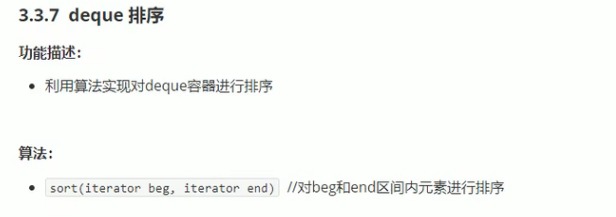 3.3.7 deque 排序
功能描述：
• 利用算法实现对deque容器进行排序
算法：
• sort(iterator beg, iterator end) //对beg和end区间内元素进行排序